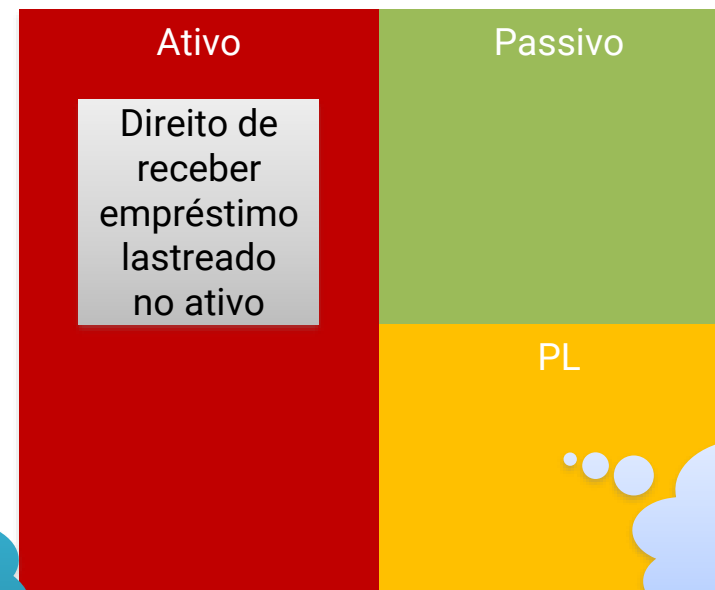 Ativo
Passivo
Direito de
receber
empréstimo
lastreado
no ativo
PL